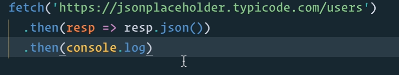 fetch('https://jsonplaceholder.typicode.com/users')
.then(resp => resp.json())
.then(console.log)